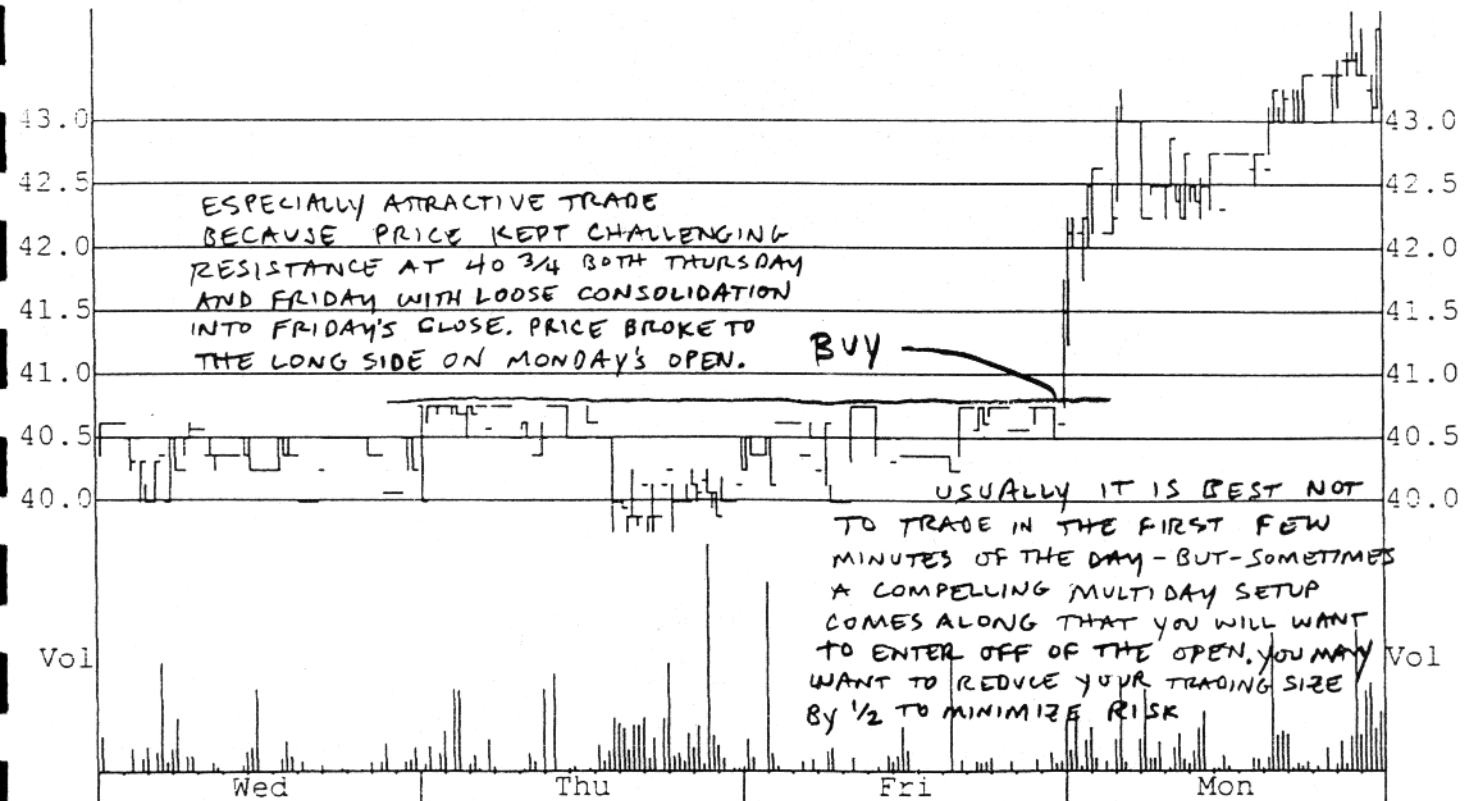 43.0
43.0
42.5
42.5
ESPECIALLY ATTRACTIVE TRADE
BECAUSE PRICE KEPT CHALLENGING
42.0
42.0
RESISTANCE AT 40 3/4 BOTH THURSDAY
AND FRIDAY WITH LOOSE CONSOLIDATION
41.5
41.5
INTO FRIDAY'S CLOSE. PRICE BROKE TO
THE LONG SIDE ON MONDAY'S OPEN.
BUY
41.0
41.0
40.5
40.5
40.0
40.0
USUALLY IT IS BEST NOT
TO TRADE IN THE FIRST FEW
MINUTES OF THE DAY - BUT - SOMETIMES
A COMPELLING MULTIDAY SETUP
COMES ALONG THAT YOU WILL WANT
TO ENTER OFF OF THE OPEN. YOU MAY
WANT TO REDUCE YOUR TRADING SIZE
BY 1/2 TO MINIMIZE RISK
Vol
Vol
Wed
Thu
Fri
Mon